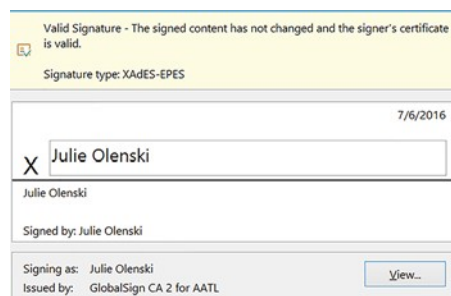 Valid Signature - The signed content has not changed and the signer's certificate
is valid.
Signature type: XAdES-EPES
7/6/2016
X Julie Olenski
Julie Olenski
Signed by: Julie Olenski
Signing as: Julie Olenski
View...
Issued by: GlobalSign CA 2 for AATL